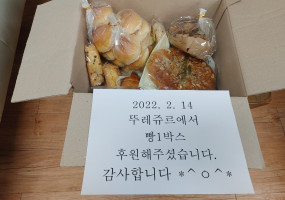 2022. 2. 14
뚜레쥬르에서
빵1박스
후원해주셨습니다.
감사합니다 *^ㅇ^*